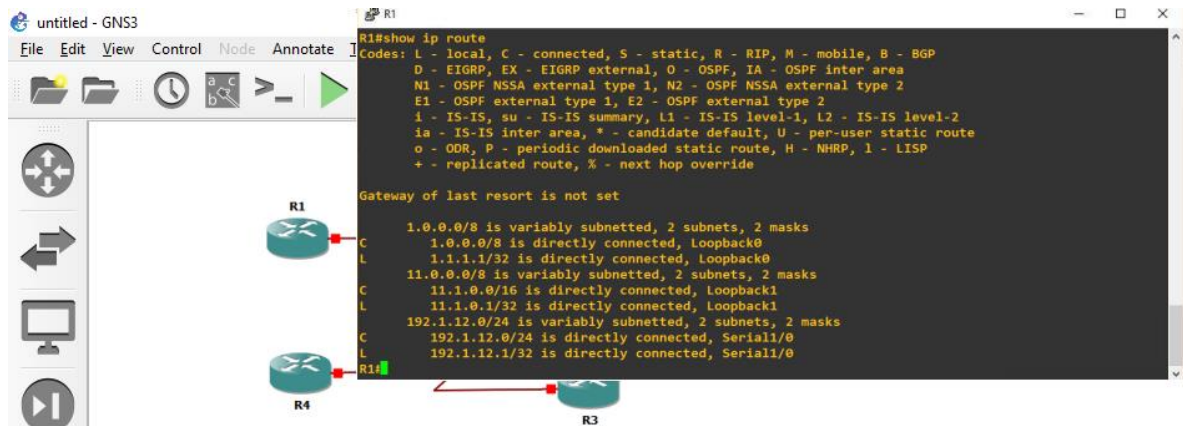 untitled - GNS3
File Edit View Control Node Annotate
R1
R1#show ip route
Codes: L - local, C - connected, S - static, R - RIP, M - mobile, B - BGP
D - EIGRP, EX - EIGRP external, O - OSPF, IA - OSPF inter area
N1 - OSPF NSSA external type 1, N2 - OSPF NSSA external type 2
E1 - OSPF external type 1, E2 - OSPF external type 2
i - IS-IS, su - IS-IS summary, L1 - IS-IS level-1, L2 - IS-IS level-2
ia - IS-IS inter area, * - candidate default, U - per-user static route
o - ODR, P - periodic downloaded static route, H - NHRP, l - LISP
+ - replicated route, % - next hop override
Gateway of last resort is not set
1.0.0.0/8 is variably subnetted, 2 subnets, 2 masks
C 1.0.0.0/8 is directly connected, Loopback0
L 1.1.1.1/32 is directly connected, Loopback0
11.0.0.0/8 is variably subnetted, 2 subnets, 2 masks
C 11.1.0.0/16 is directly connected, Loopback1
L 11.1.0.1/32 is directly connected, Loopback1
192.1.12.0/24 is variably subnetted, 2 subnets, 2 masks
C 192.1.12.0/24 is directly connected, Serial1/0
L 192.1.12.1/32 is directly connected, Serial1/0
R1#
R1
R4
R3